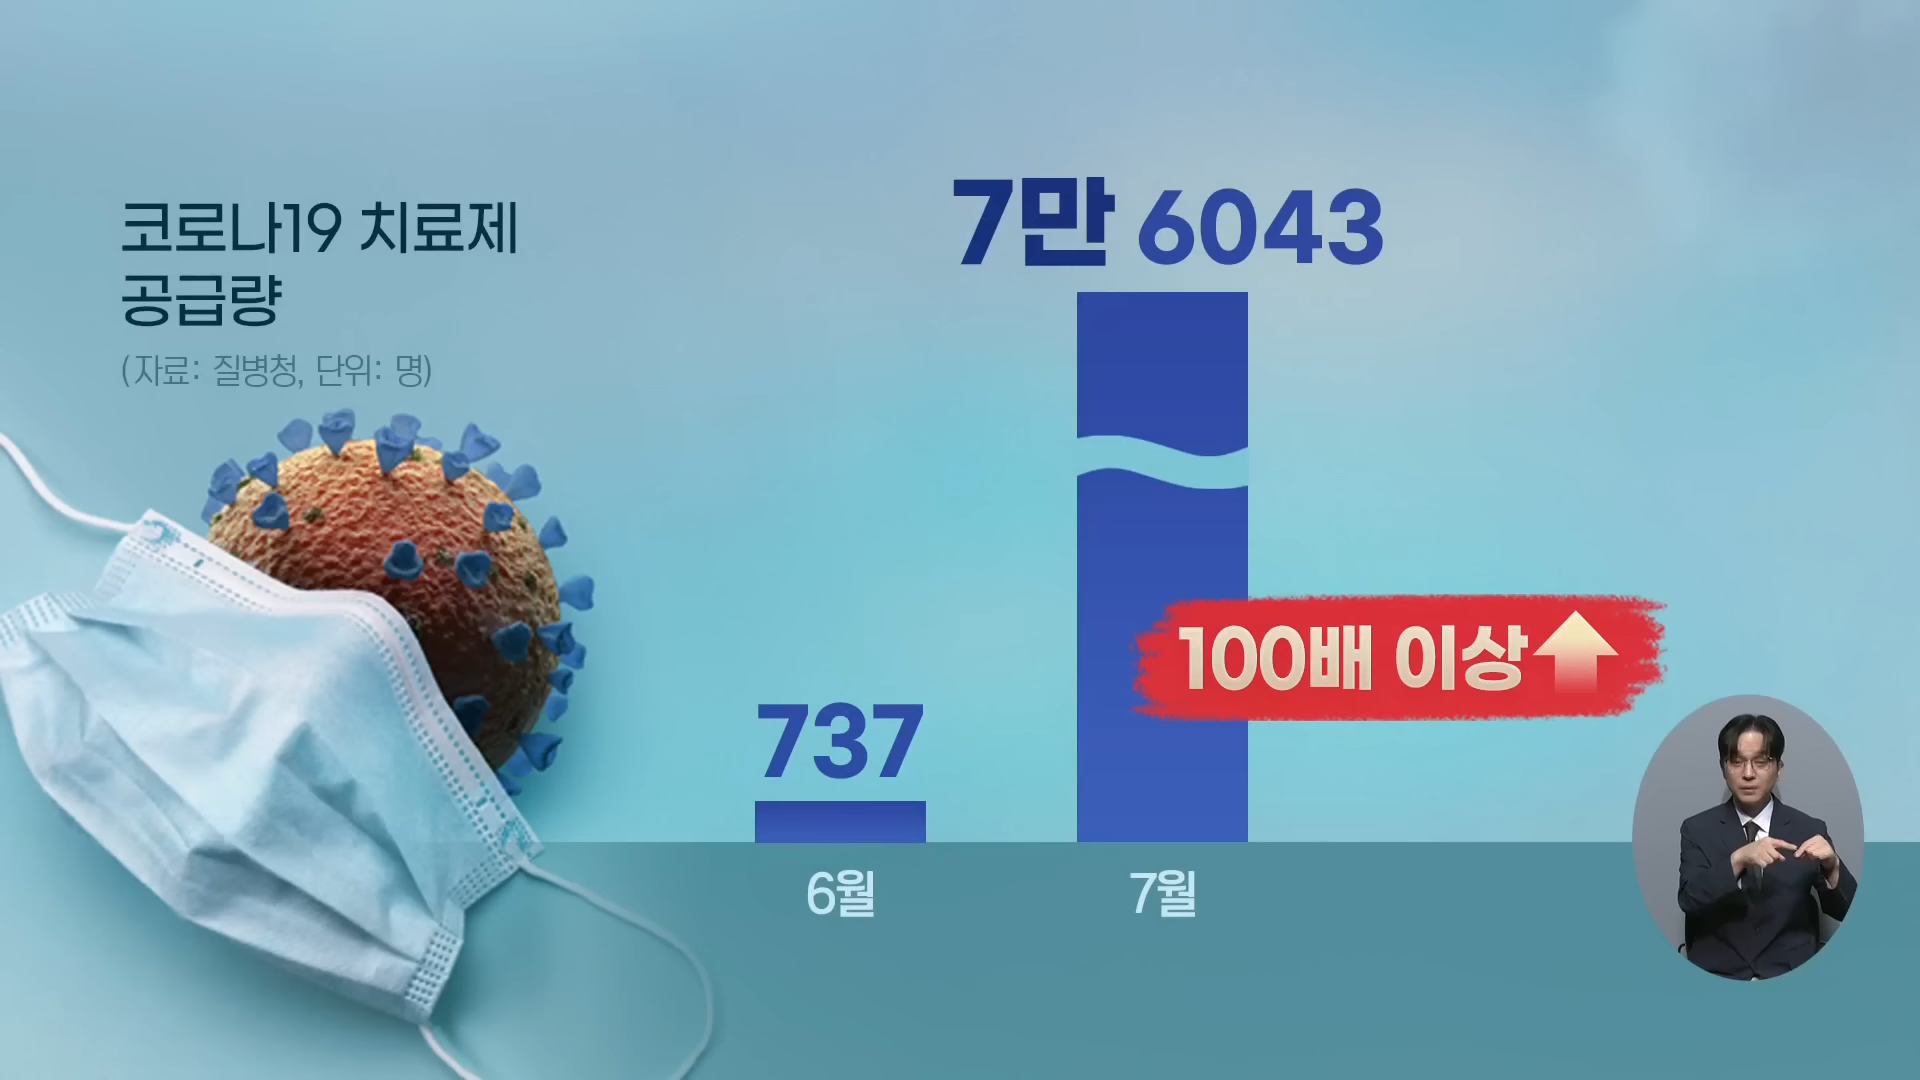 코로나19 치료제
공급량
(자료: 질병청, 단위: 명)
7만 6043
100배 이상
737
6월
7월